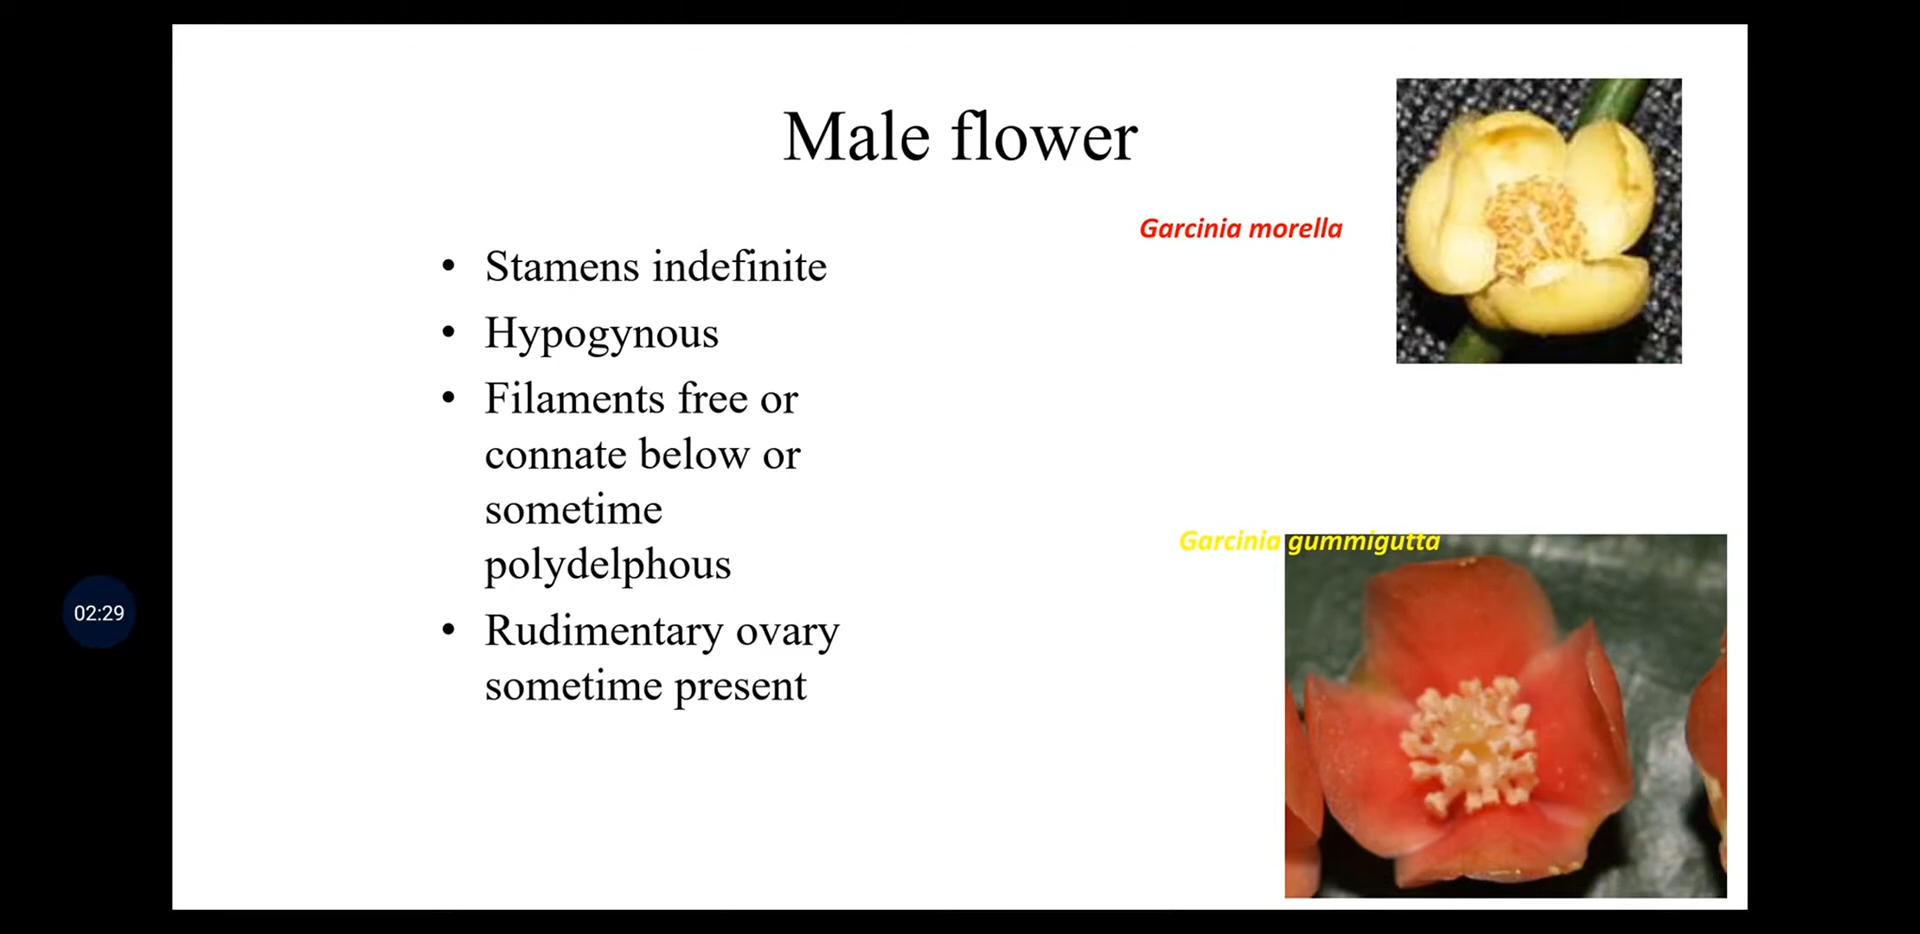 Male flower
Garcinia morella
• Stamens indefinite
• Hypogynous
• Filaments free or
connate below or
sometime
polydelphous
• Rudimentary ovary
sometime present
Garcinia gummigutta
02:29